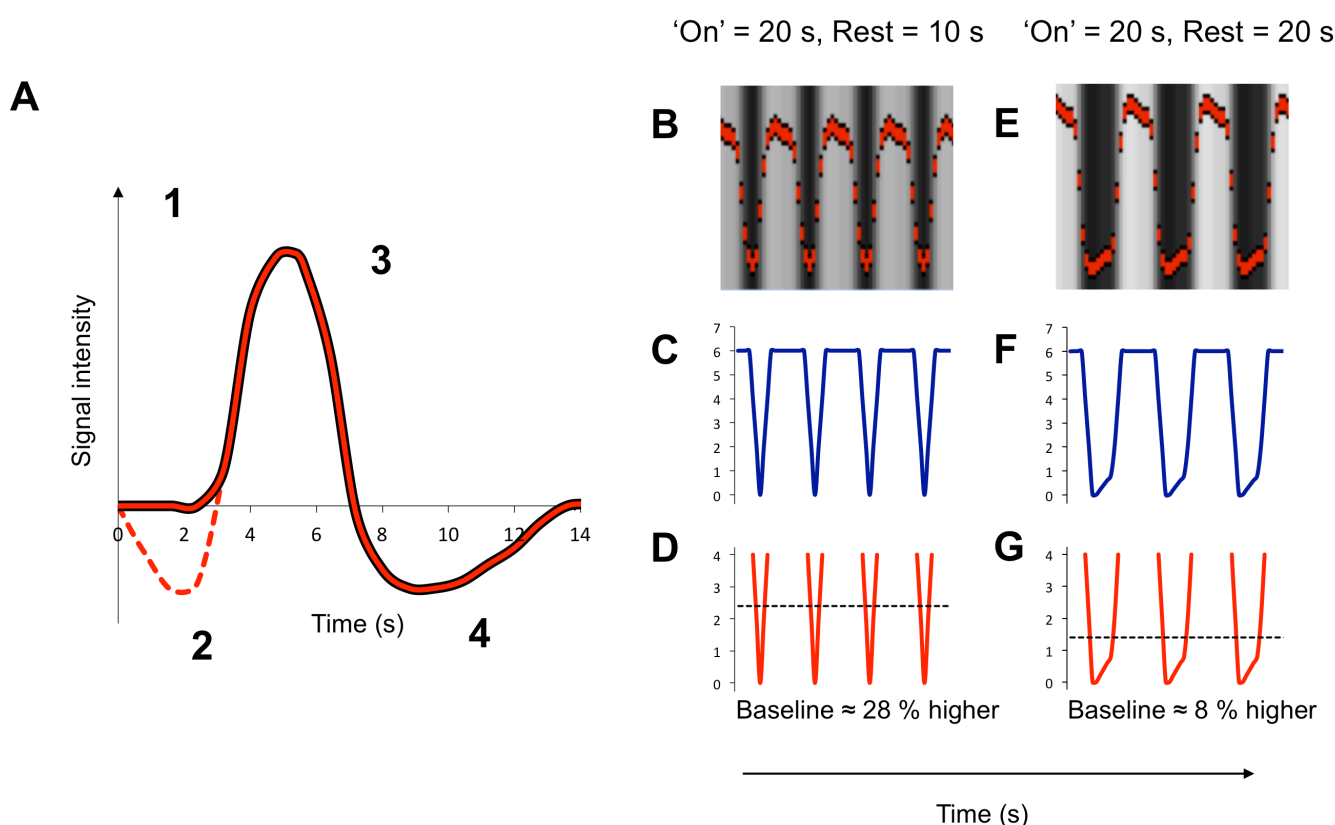 ‘On’ = 20 s, Rest = 10 s
‘On’ = 20 s, Rest = 20 s
A
1
2
3
4
Signal intensity
0 2 4 6 8 10 12 14
Time (s)
B
E
C
7
6
5
4
3
2
1
0
F
7
6
5
4
3
2
1
0
D
4
3
2
1
0
Baseline ≈ 28 % higher
G
4
3
2
1
0
Baseline ≈ 8 % higher
Time (s)